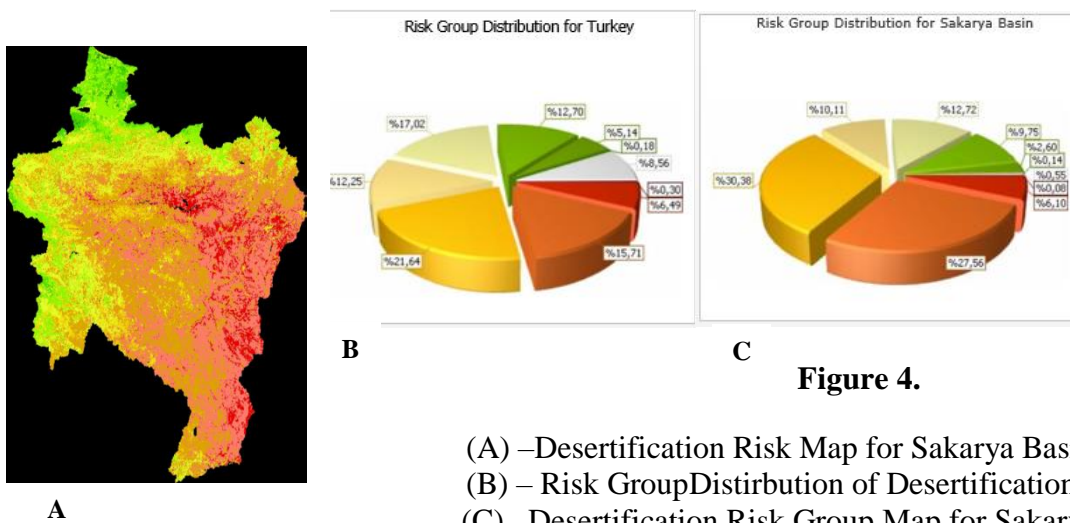 Risk Group Distribution for Turkey
%12,70
%17,02
%5,14
%0,18
%8,56
%12,25
%0,30
%6,49
%15,71
%21,64
Risk Group Distribution for Sakarya Basin
%10,11
%12,72
%9,75
%2,60
%0,14
%0,55
%0,08
%6,10
%30,38
%27,56
A
B
C
Figure 4.
(A) –Desertification Risk Map for Sakarya Bas
(B) – Risk GroupDistirbution of Desertification
(C) Desertification Risk Group Map for Sakar